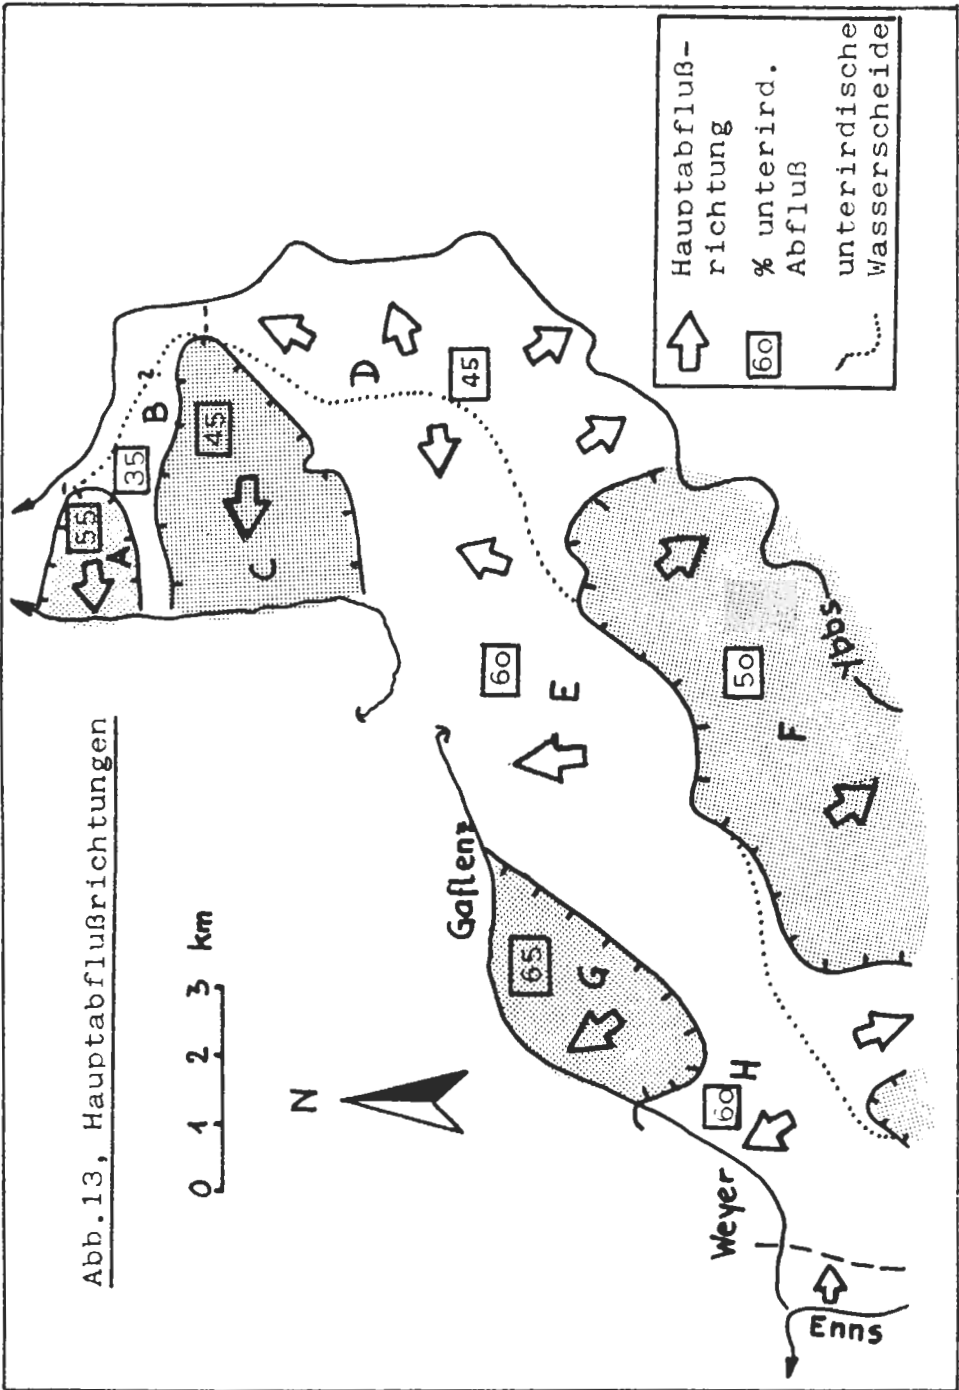 Abb.13, Hauptabflußrichtungen
0 1 2 3 km
N
55
A
35
B
45
C
D
45
60
E
Gaflenz
65
G
50
F
Ybbs
60
H
Weyer
Enns
Hauptabfluß-
richtung
60
% unterird.
Abfluß
unterirdische
Wasserscheide